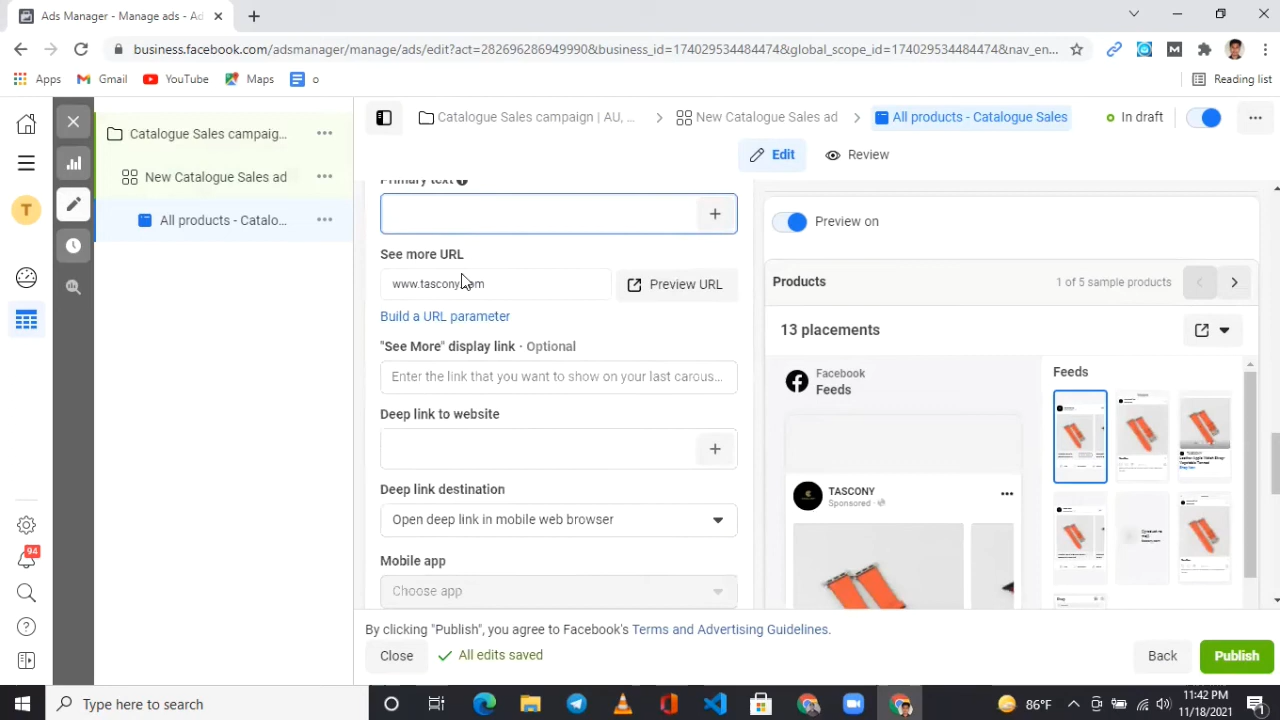 Ads Manager - Manage ads - Ad
business.facebook.com/adsmanager/manage/ads/edit?act=282696286949990&business_id=174029534484474&global_scope_id=174029534484474&nav_en...
Apps
Gmail
YouTube
Maps
o
Reading list
Catalogue Sales campaig...
New Catalogue Sales ad
All products - Catalo...
T
94
Catalogue Sales campaign | AU, ...
New Catalogue Sales ad
All products - Catalogue Sales
In draft
Edit
Review
Primary text
See more URL
www.tascony.com
Preview URL
Build a URL parameter
"See More" display link · Optional
Enter the link that you want to show on your last carous...
Deep link to website
Deep link destination
Open deep link in mobile web browser
Mobile app
Choose app
Preview on
Products
1 of 5 sample products
13 placements
Facebook
Feeds
TASCONY
Sponsored ·
Feeds
By clicking "Publish", you agree to Facebook's Terms and Advertising Guidelines.
Close
All edits saved
Back
Publish
Type here to search
86°F
11:42 PM
11/18/2021
1